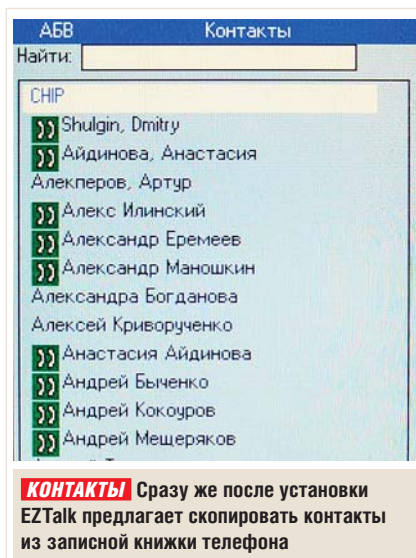 АБВ Контакты
Найти:
CHIP
Shulgin, Dmitry
Айдинова, Анастасия
Алекперов, Артур
Алекс Илинский
Александр Еремеев
Александр Маношкин
Александра Богданова
Алексей Криворученко
Анастасия Айдинова
Андрей Быченко
Андрей Кокоуров
Андрей Мещеряков
КОНТАКТЫ Сразу же после установки
EZTalk предлагает скопировать контакты
из записной книжки телефона